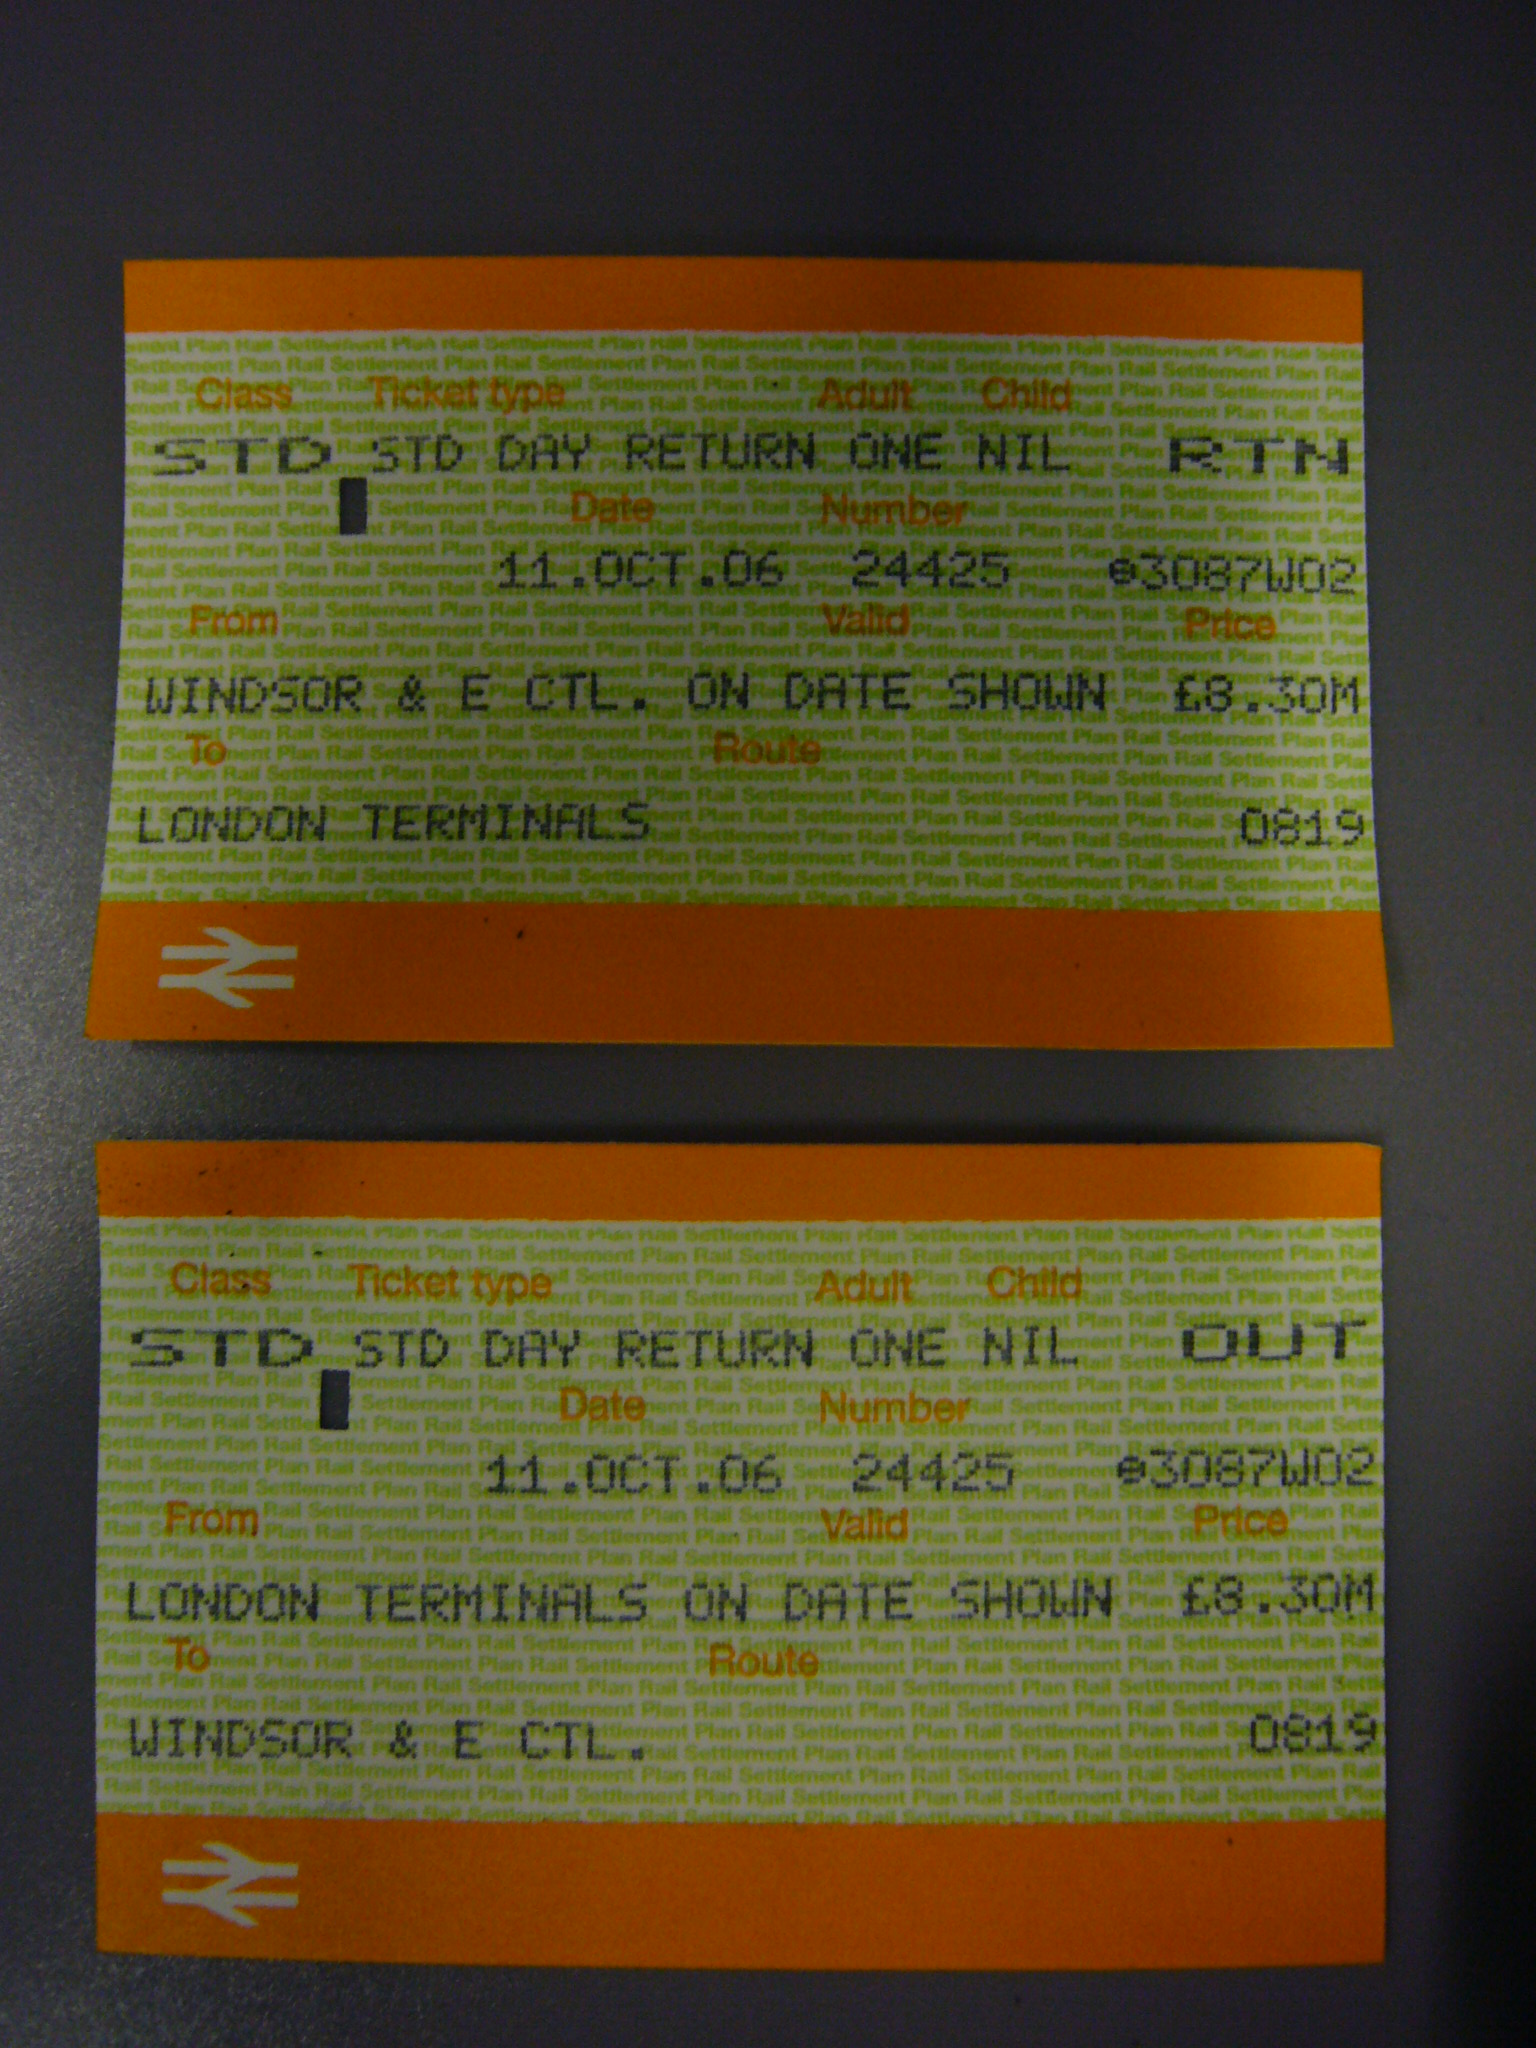 Class Ticket type Adult Child
STD STD DAY RETURN ONE NIL RTN
Date Number
11.OCT.06 24425 @3087W02
From Valid Price
WINDSOR & E CTL. ON DATE SHOWN £8.30M
To Route
LONDON TERMINALS 0819
Class Ticket type Adult Child
STD STD DAY RETURN ONE NIL OUT
Date Number
11.OCT.06 24425 @3087W02
From Valid Price
LONDON TERMINALS ON DATE SHOWN £8.30M
To Route
WINDSOR & E CTL. 0819